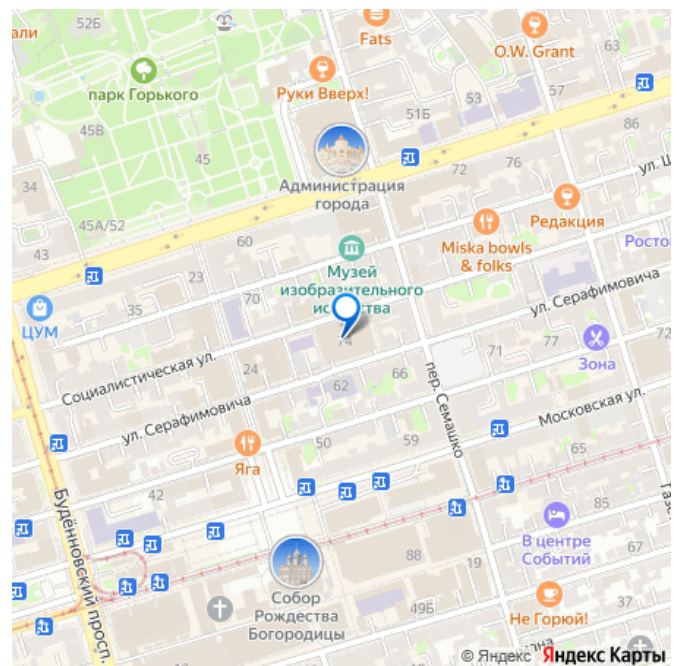 52Б
али
Fats
O.W. Grant
63
парк Горького
Руки Вверх!
51Б
53
86
45В
45
34
Администрация
города
72
76
ул. Ш
45А/52
Редакция
43
60
Miska bowls
& folks
Росто
Музей
изобразительного
23
ул. Серафимовича
35
70
ЦУМ
74
71
77
72
Социалистическая ул.
24
62
66
пер. Семашко
Зона
ул. Серафимовича
Московская ул.
50
59
Яга
65
42
Будённовский просп.
85
Газе
В центре
Событий
67
88
19
Собор
Рождества
Богородицы
49Б
Не Горюй!
37
ана
© Яндекс Яндекс Карты